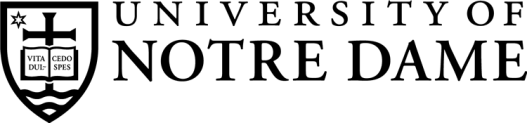 VITA CEDO
DUL- SPES
UNIVERSITY OF
NOTRE DAME